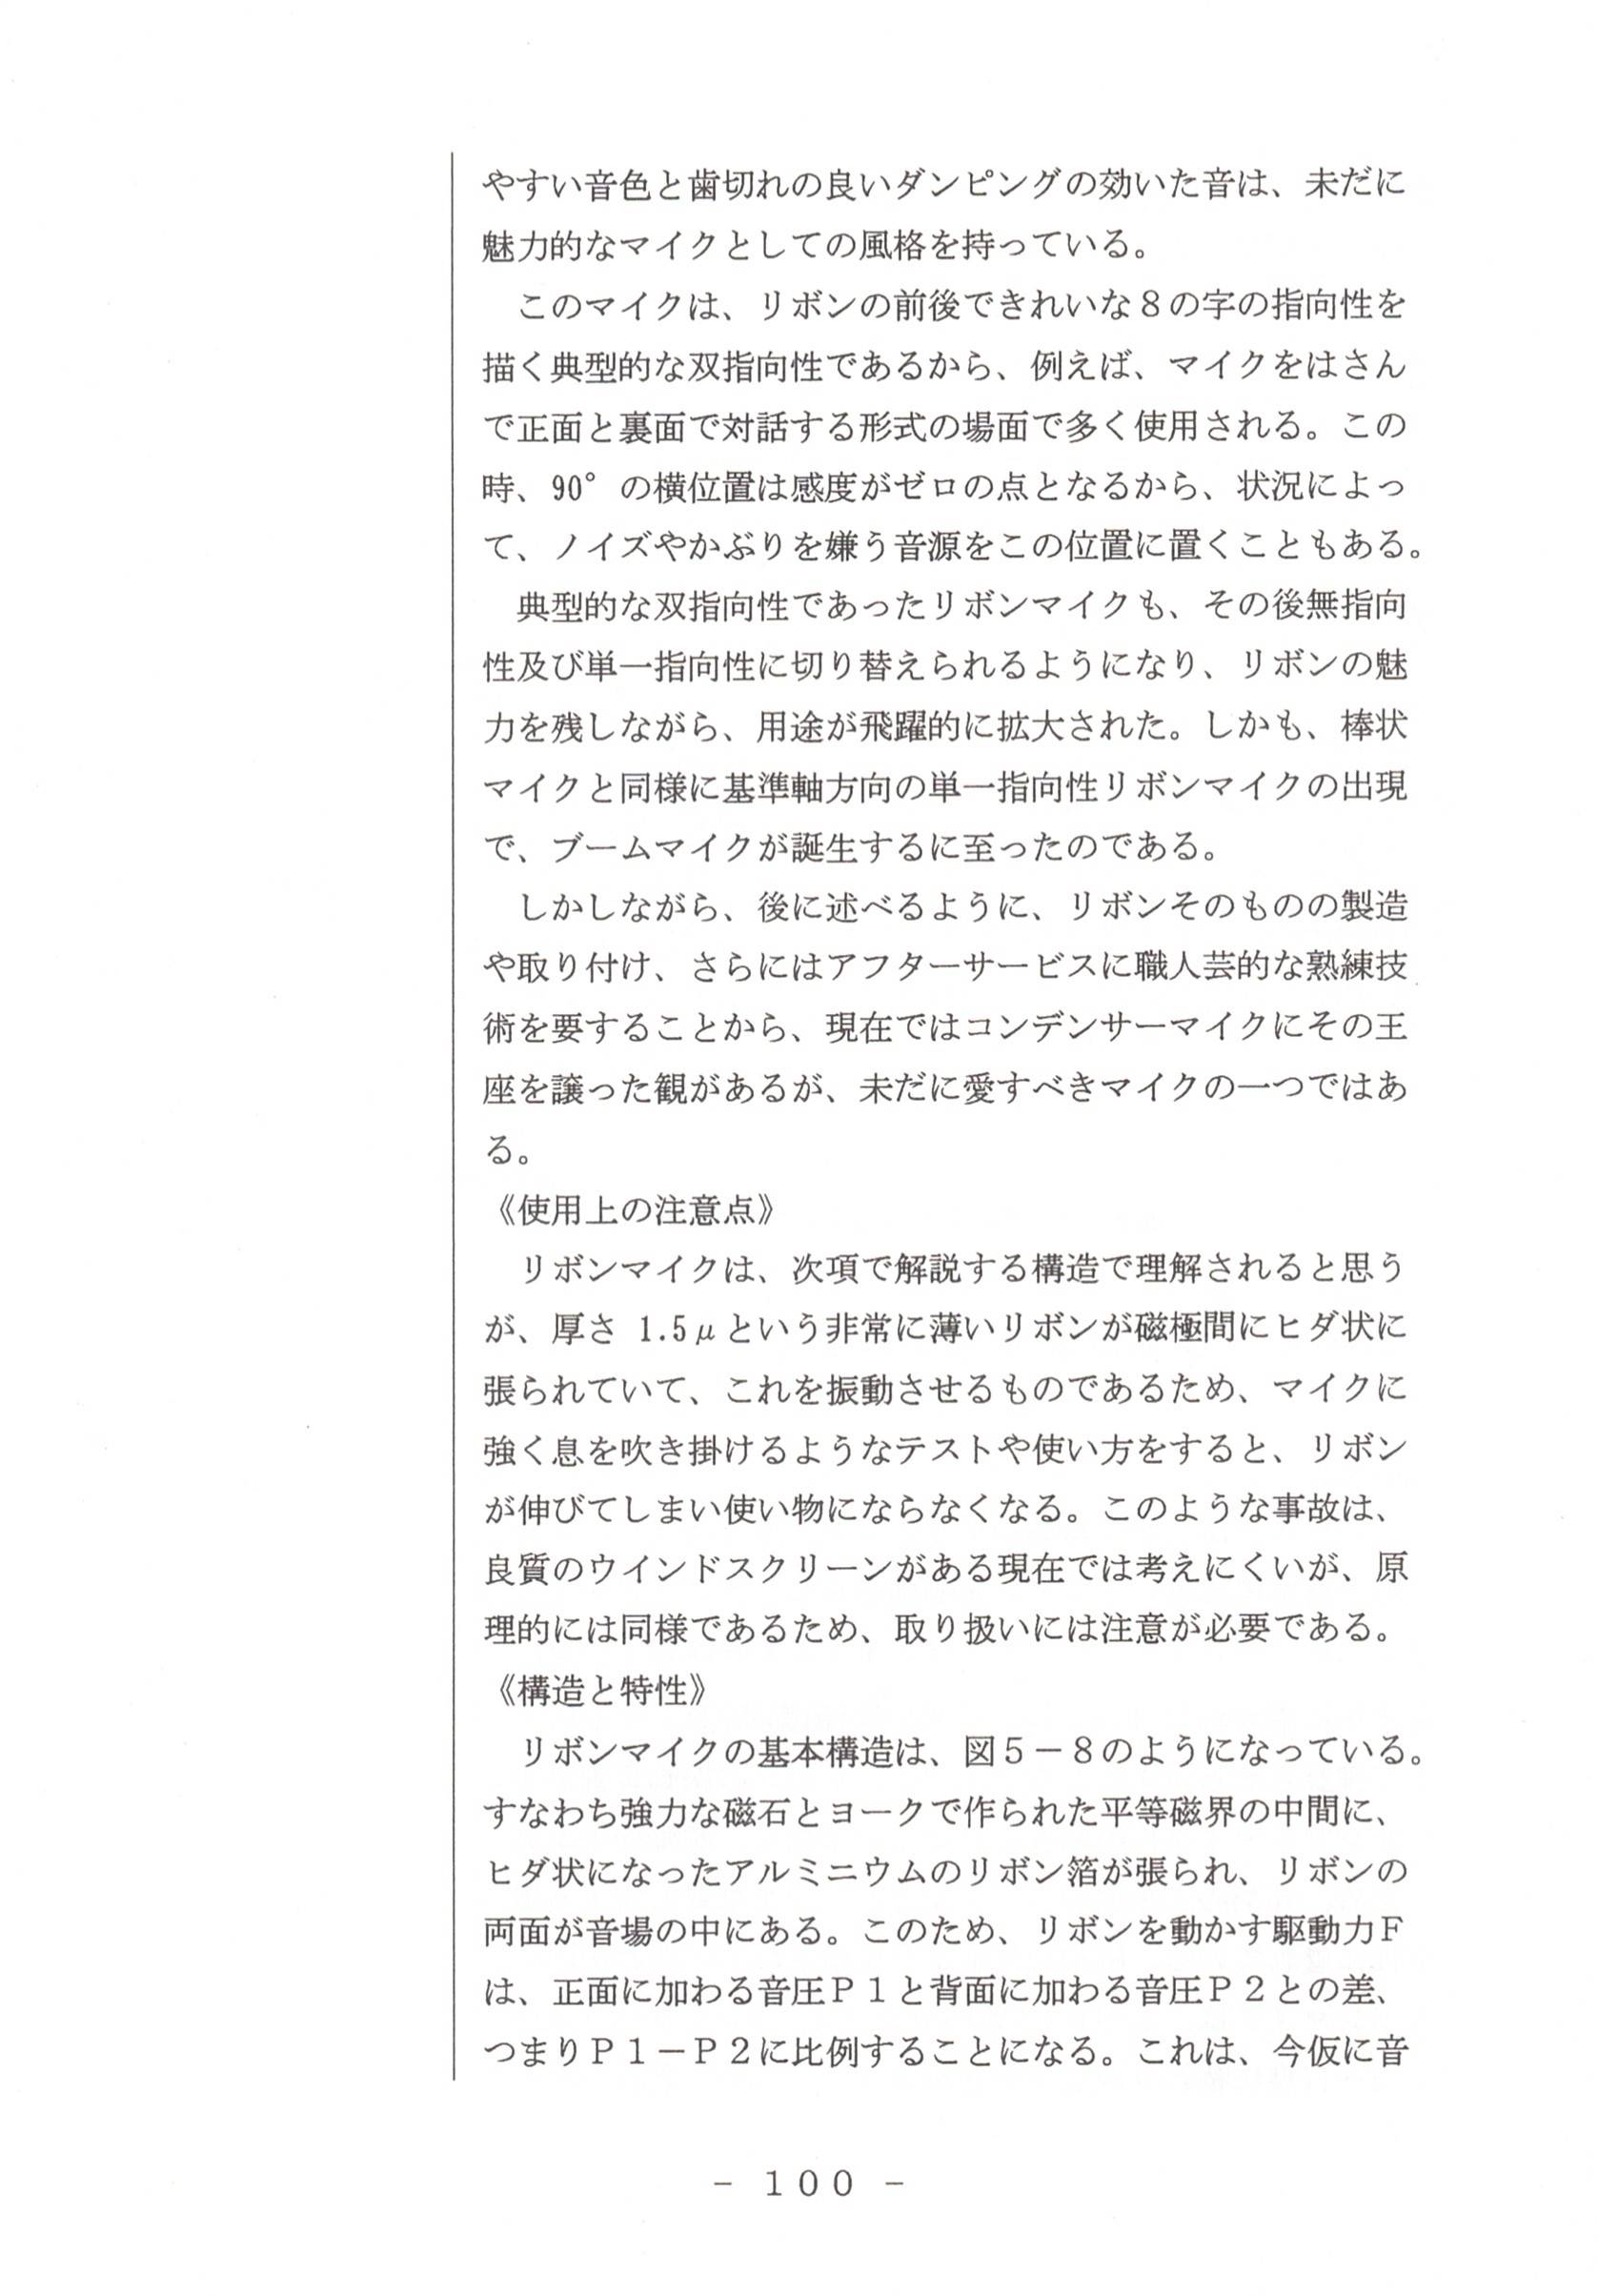 やすい音色と歯切れの良いダンピングの効いた音は、未だに
魅力的なマイクとしての風格を持っている。
　このマイクは、リボンの前後できれいな８の字の指向性を
描く典型的な双指向性であるから、例えば、マイクをはさん
で正面と裏面で対話する形式の場面で多く使用される。この
時、90°の横位置は感度がゼロの点となるから、状況によっ
て、ノイズやかぶりを嫌う音源をこの位置に置くこともある。
　典型的な双指向性であったリボンマイクも、その後無指向
性及び単一指向性に切り替えられるようになり、リボンの魅
力を残しながら、用途が飛躍的に拡大された。しかも、棒状
マイクと同様に基準軸方向の単一指向性リボンマイクの出現
で、ブームマイクが誕生するに至ったのである。
　しかしながら、後に述べるように、リボンそのものの製造
や取り付け、さらにはアフターサービスに職人芸的な熟練技
術を要することから、現在ではコンデンサーマイクにその王
座を譲った観があるが、未だに愛すべきマイクの一つではあ
る。
《使用上の注意点》
　リボンマイクは、次項で解説する構造で理解されると思う
が、厚さ 1.5μという非常に薄いリボンが磁極間にヒダ状に
張られていて、これを振動させるものであるため、マイクに
強く息を吹き掛けるようなテストや使い方をすると、リボン
が伸びてしまい使い物にならなくなる。このような事故は、
良質のウインドスクリーンがある現在では考えにくいが、原
理的には同様であるため、取り扱いには注意が必要である。
《構造と特性》
　リボンマイクの基本構造は、図５－８のようになっている。
すなわち強力な磁石とヨークで作られた平等磁界の中間に、
ヒダ状になったアルミニウムのリボン箔が張られ、リボンの
両面が音場の中にある。このため、リボンを動かす駆動力Ｆ
は、正面に加わる音圧Ｐ１と背面に加わる音圧Ｐ２との差、
つまりＰ１－Ｐ２に比例することになる。これは、今仮に音
－ １００ －